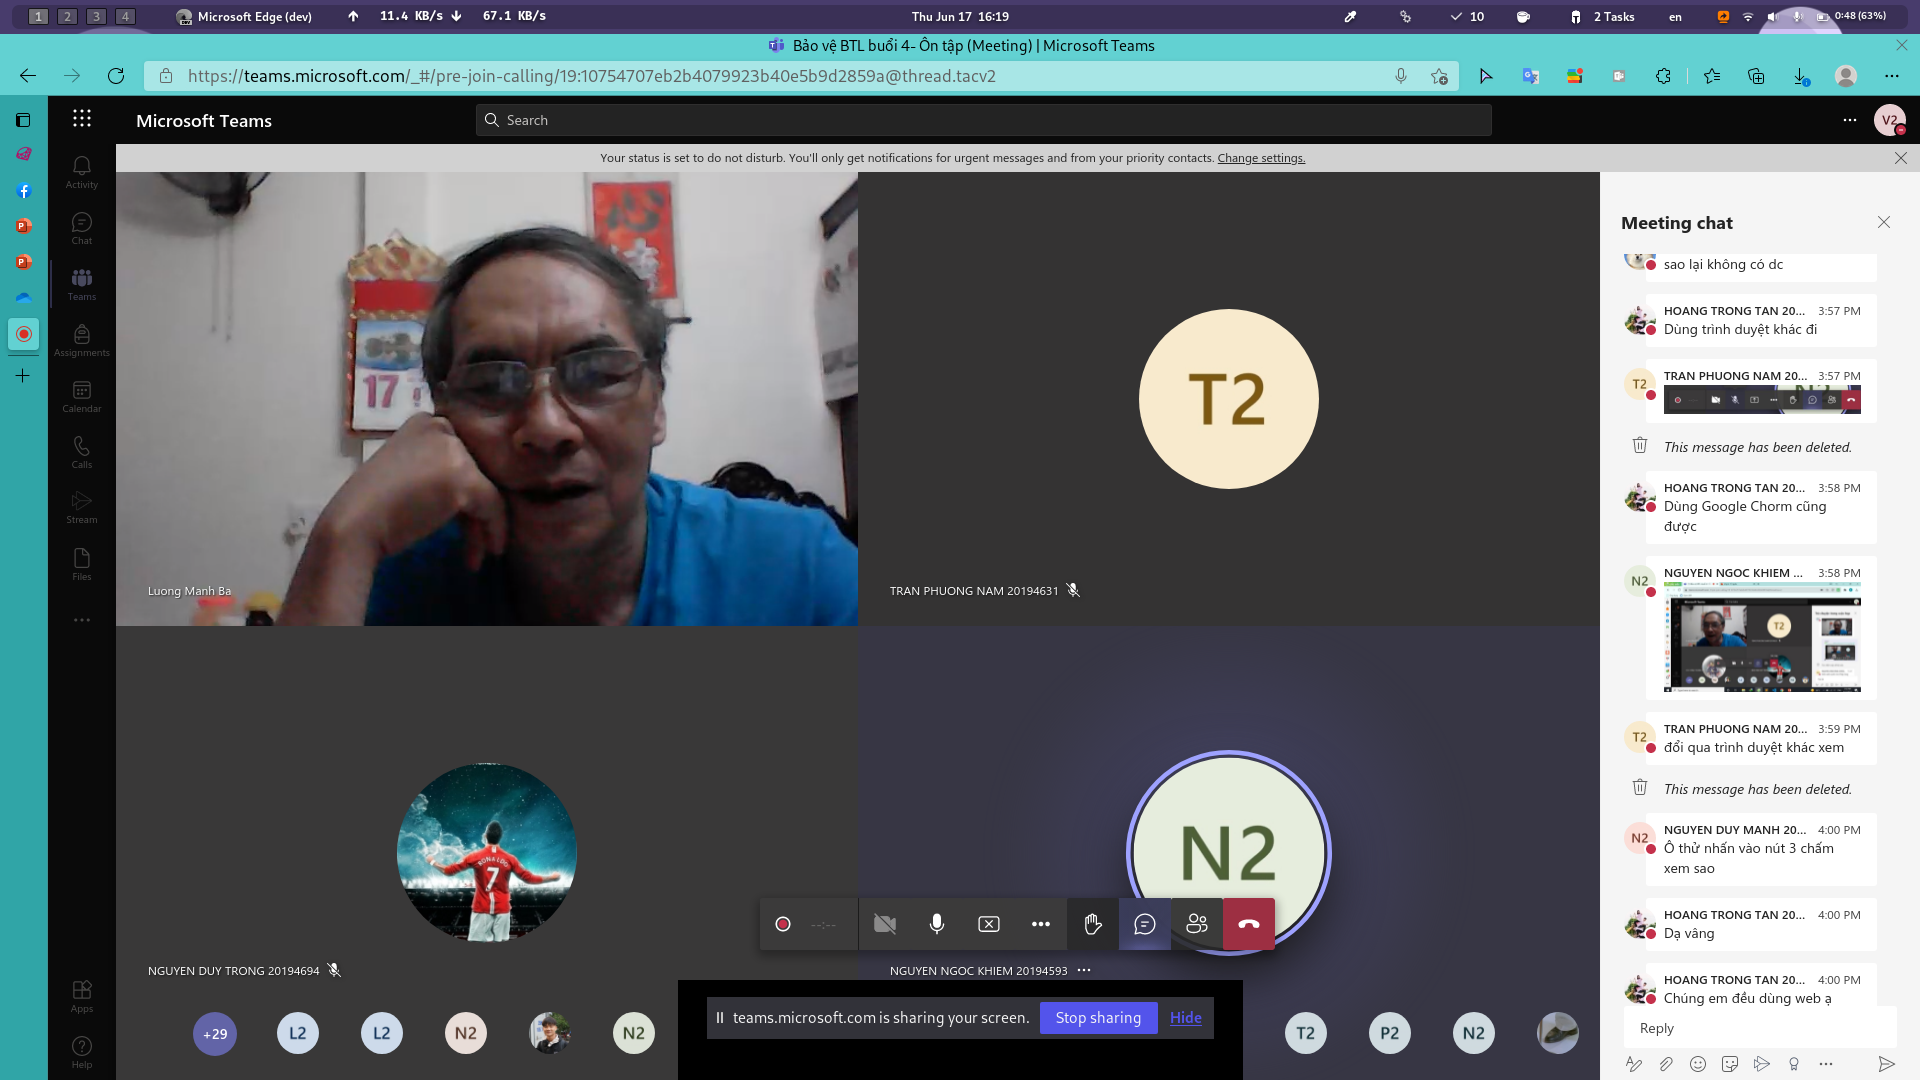 1 2 3 4 Microsoft Edge (dev) 11.4 KB/s 67.1 KB/s Thu Jun 17 16:19 10 2 Tasks en 0:48 (63%)
Bảo vệ BTL buổi 4- Ôn tập (Meeting) | Microsoft Teams
https://teams.microsoft.com/_#/pre-join-calling/19:10754707eb2b4079923b40e5b9d2859a@thread.tacv2
Microsoft Teams
Search
V2
Your status is set to do not disturb. You'll only get notifications for urgent messages and from your priority contacts. Change settings.
Activity
Chat
Teams
Assignments
Calendar
Calls
Stream
Files
Apps
Help
17
Luong Manh Ba
T2
TRAN PHUONG NAM 20194631
RONALDO
7
NGUYEN DUY TRONG 20194694
N2
NGUYEN NGOC KHIEM 20194593
--:--
+29
L2
L2
N2
N2
T2
P2
N2
teams.microsoft.com is sharing your screen.
Stop sharing
Hide
Meeting chat
sao lại không có dc
HOANG TRONG TAN 20... 3:57 PM
Dùng trình duyệt khác đi
T2
TRAN PHUONG NAM 20... 3:57 PM
This message has been deleted.
HOANG TRONG TAN 20... 3:58 PM
Dùng Google Chorm cũng
được
N2
NGUYEN NGOC KHIEM ... 3:58 PM
T2
T2
TRAN PHUONG NAM 20... 3:59 PM
đổi qua trình duyệt khác xem
This message has been deleted.
N2
NGUYEN DUY MANH 20... 4:00 PM
Ô thử nhấn vào nút 3 chấm
xem sao
HOANG TRONG TAN 20... 4:00 PM
Dạ vâng
HOANG TRONG TAN 20... 4:00 PM
Chúng em đều dùng web ạ
Reply